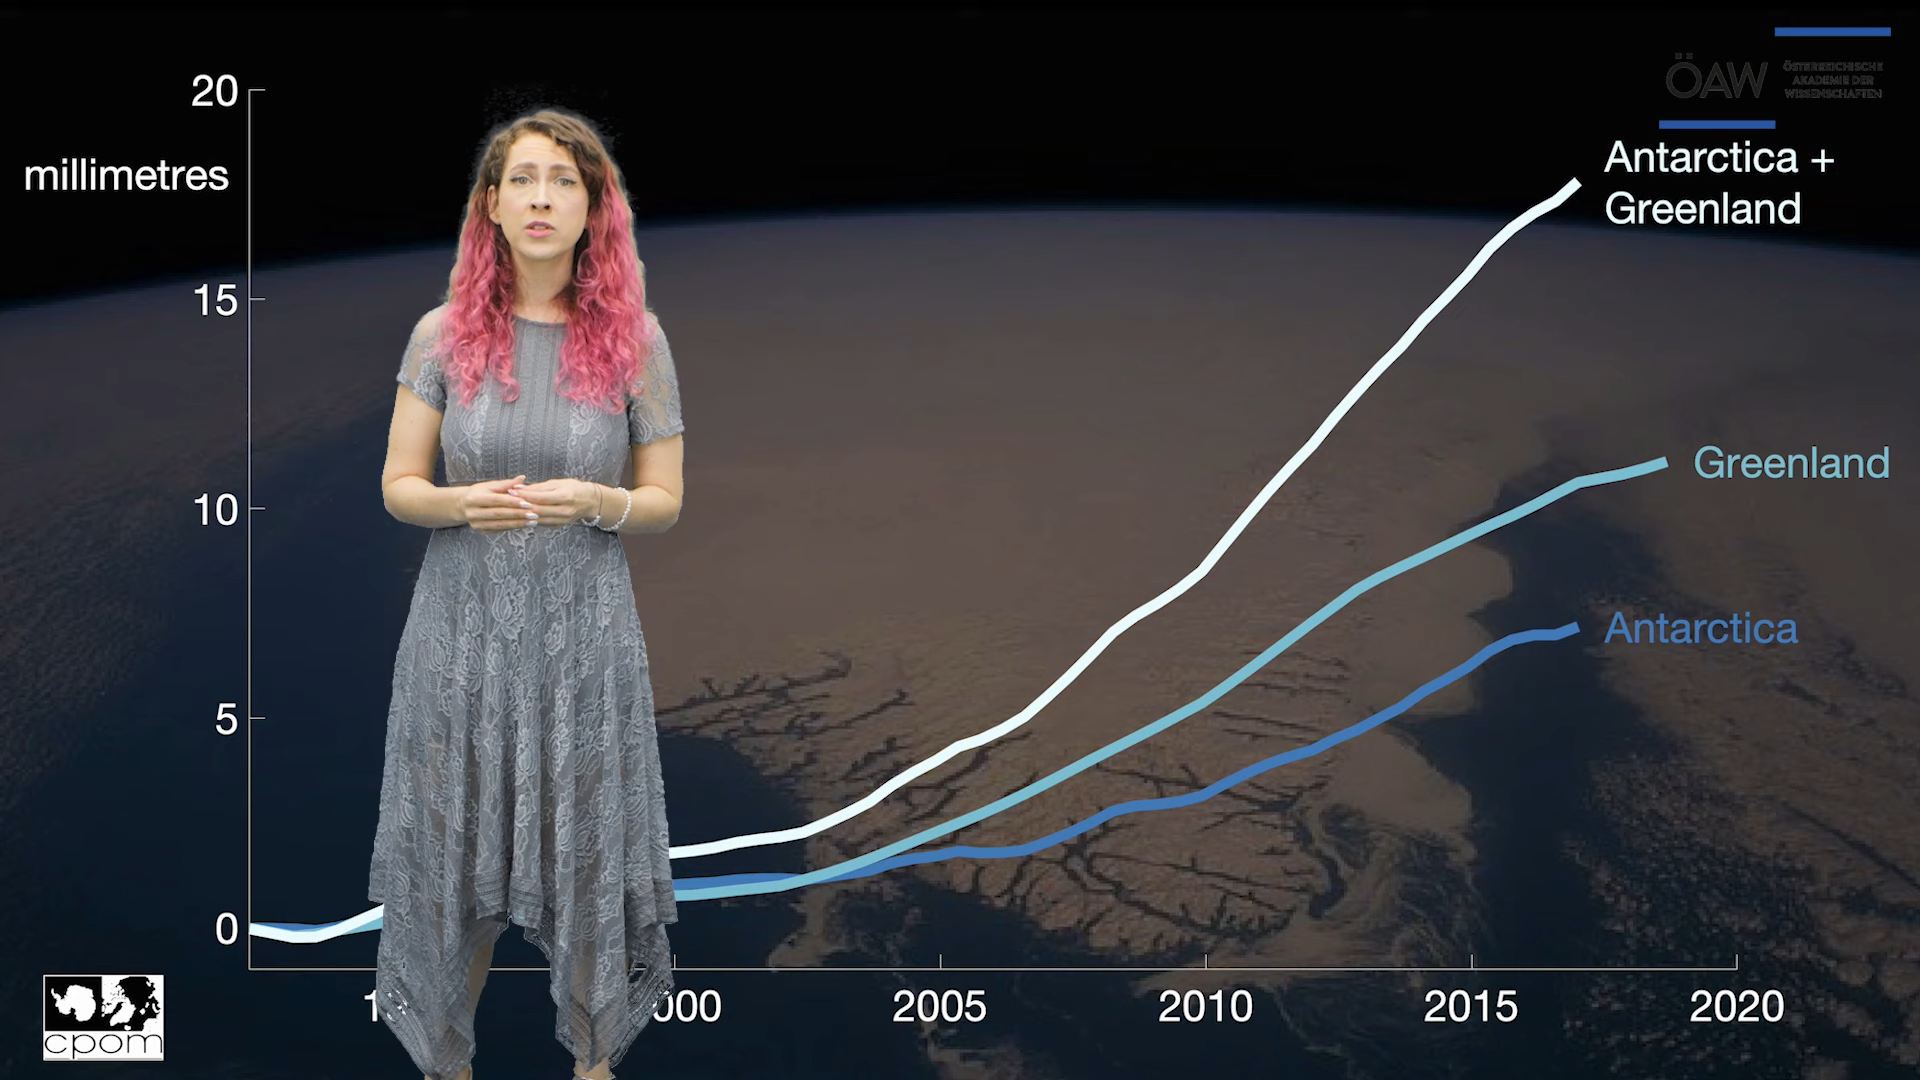 20
millimetres
15
10
5
0
000
2005
2010
2015
2020
Antarctica +
Greenland
Greenland
Antarctica
ÖAW
ÖSTERREICHISCHE
AKADEMIE DER
WISSENSCHAFTEN
cpom